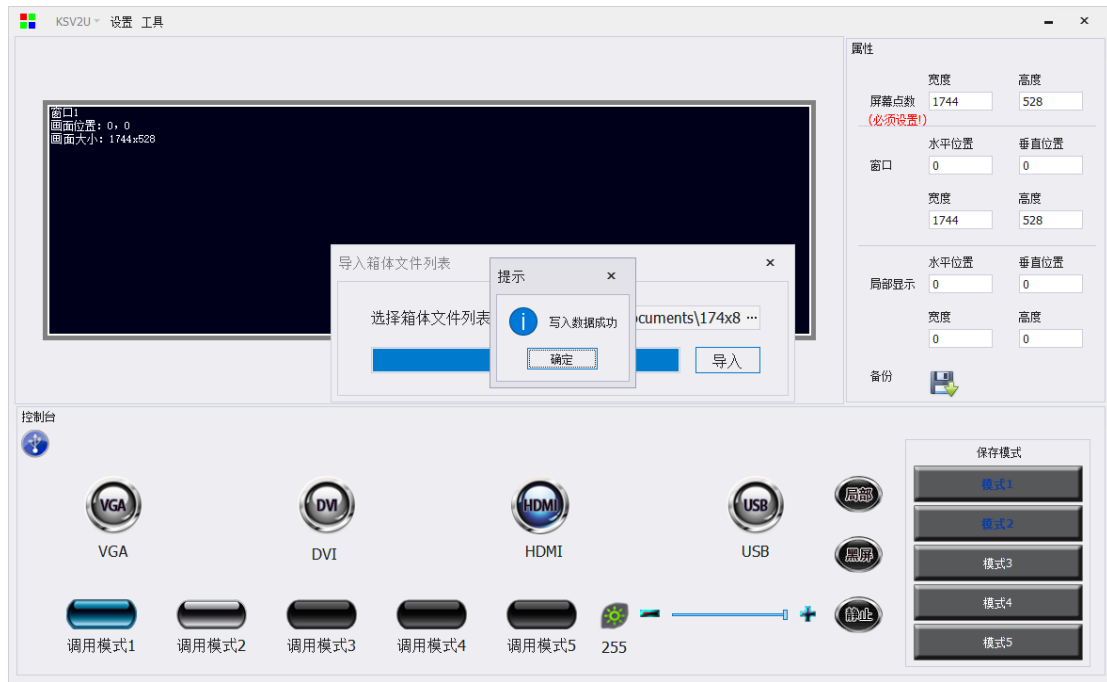 KSV2U 设置 工具
属性
宽度 高度
屏幕点数 1744 528
(必须设置!)
水平位置 垂直位置
窗口 0 0
宽度 高度
1744 528
水平位置 垂直位置
局部显示 0 0
宽度 高度
0 0
备份
窗口1
画面位置：0，0
画面大小：1744x528
导入箱体文件列表
选择箱体文件列表
ocuments\174x8 ...
导入
提示
写入数据成功
确定
控制台
VGA DVI HDMI USB
VGA DVI HDMI USB
局部
黑屏
静止
调用模式1 调用模式2 调用模式3 调用模式4 调用模式5 255
保存模式
模式1
模式2
模式3
模式4
模式5